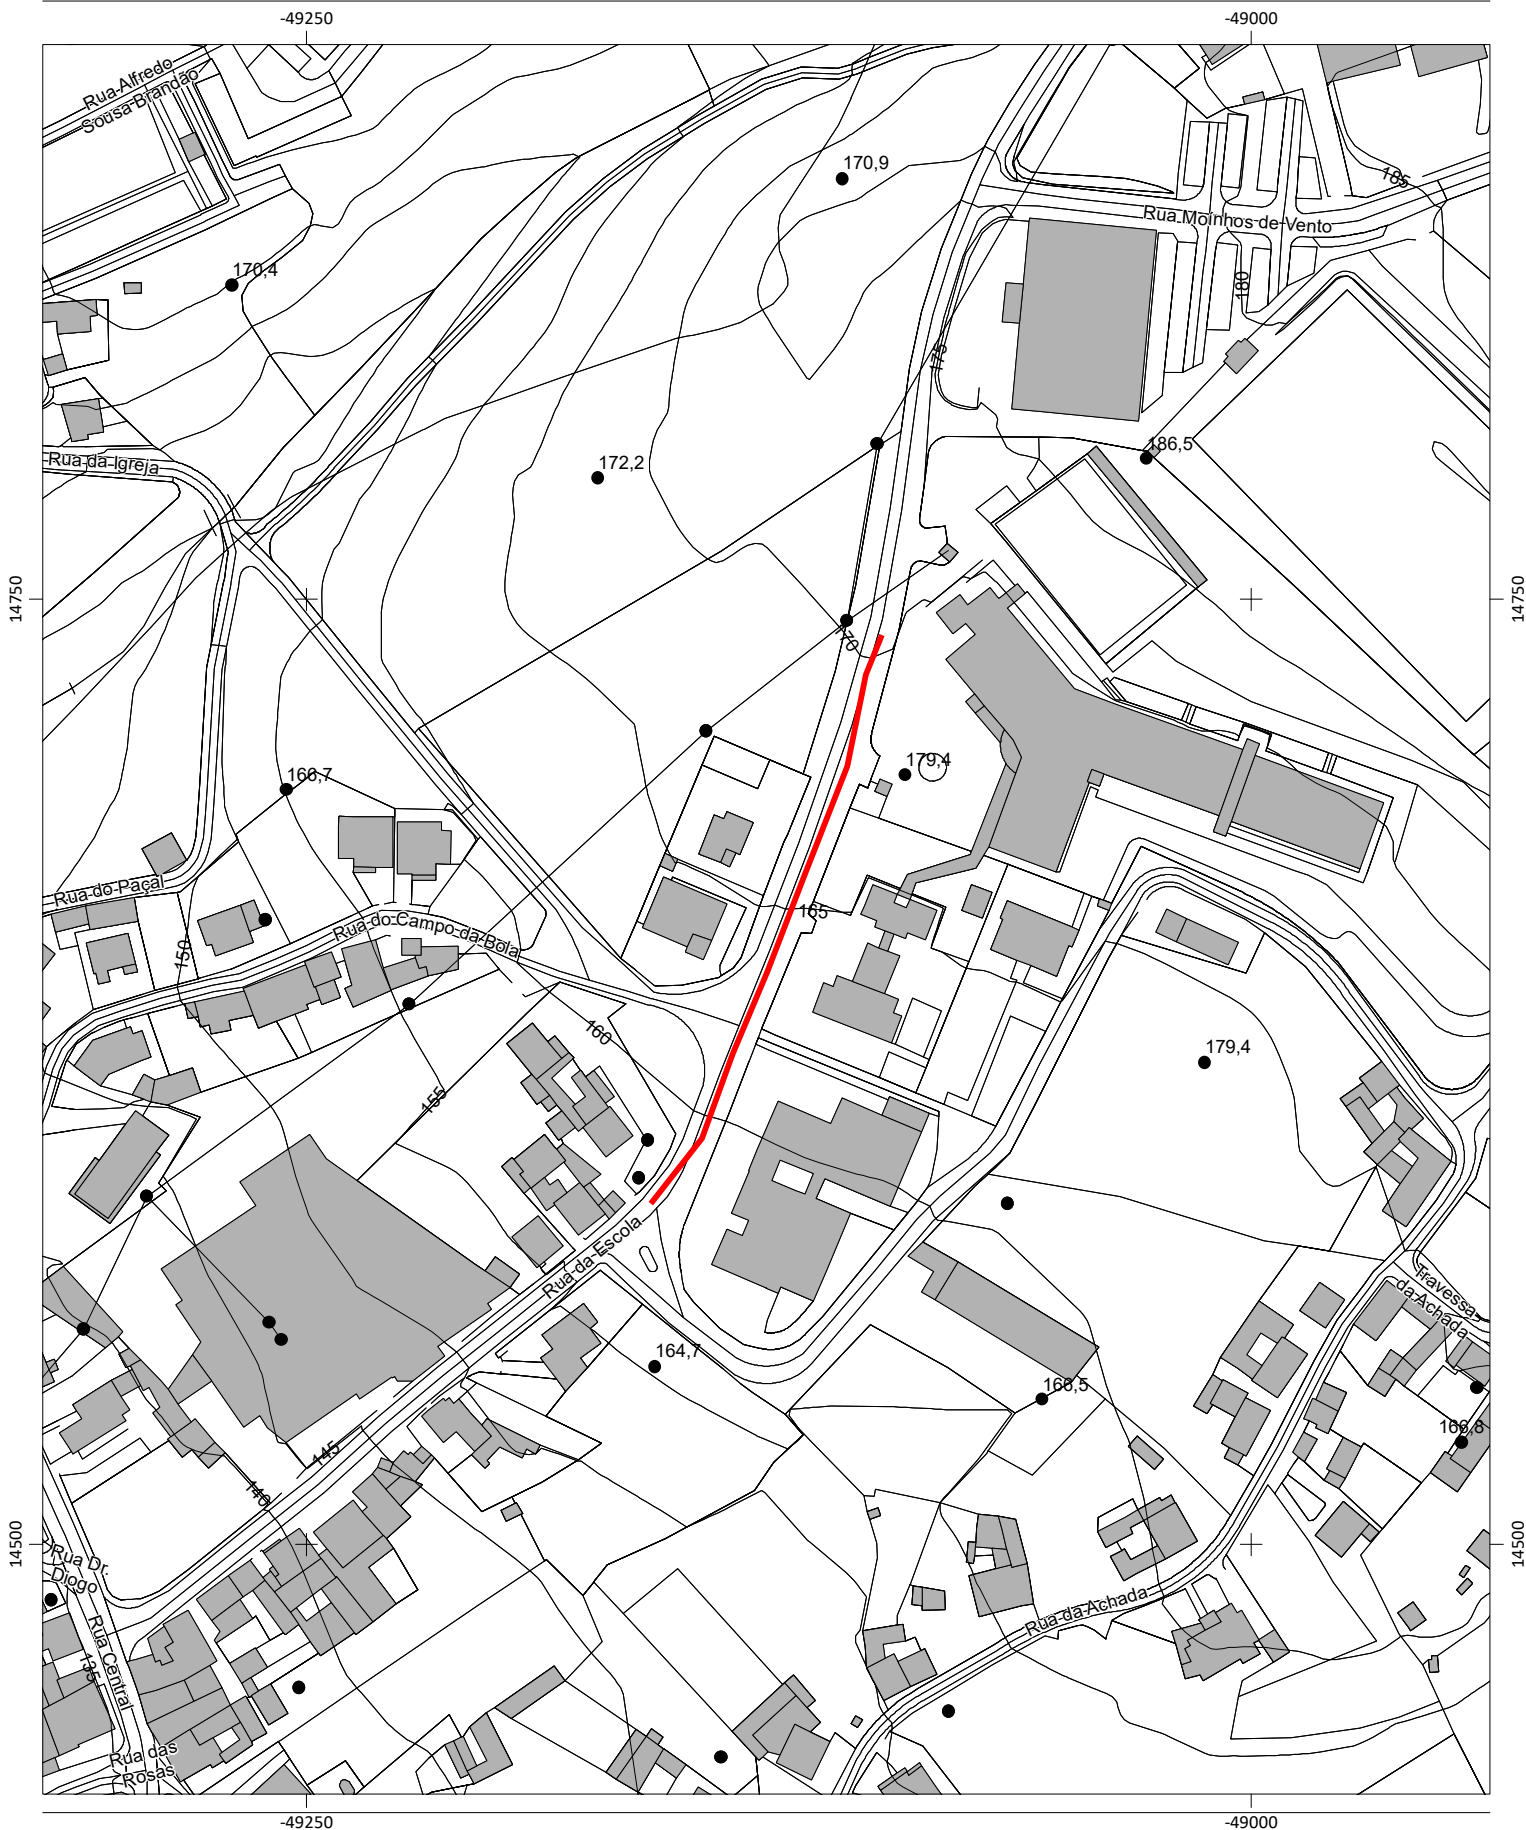 -49250
-49000
Rua Alfredo
Sousa Brandão
170,9
185
Rua Moínhos de Vento
170,4
180
175
186,5
Rua da Igreja
172,2
14750
14750
170
179,4
166,7
Rua do Paçal
165
Rua do Campo da Bola
150
160
179,4
155
Rua da Escola
Travessa
da Achada
164,7
166,5
166,8
145
140
14500
14500
Rua Dr.
Diogo
Rua da Achada
Rua Central
135
Rua das
Rosas
-49250
-49000